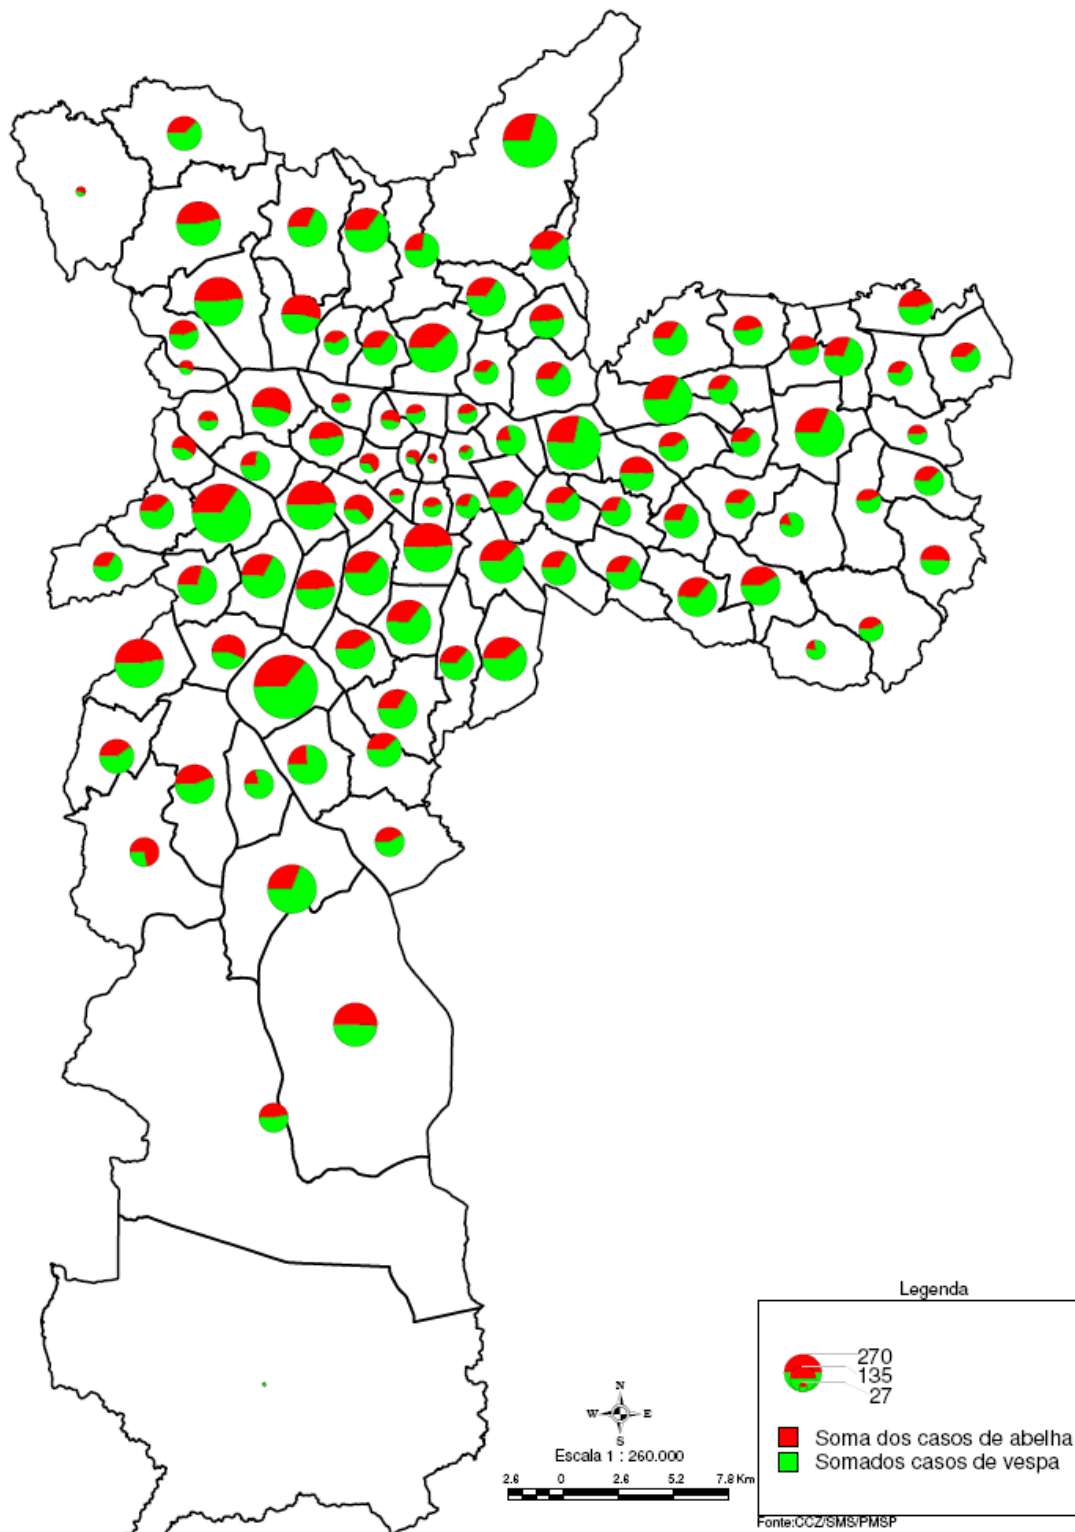 Legenda
270
135
27
Soma dos casos de abelha
Somados casos de vespa
N
W E
S
Escala 1 : 260.000
2.6 0 2.6 5.2 7.8 Km
Fonte:CCZ/SMS/PMSP